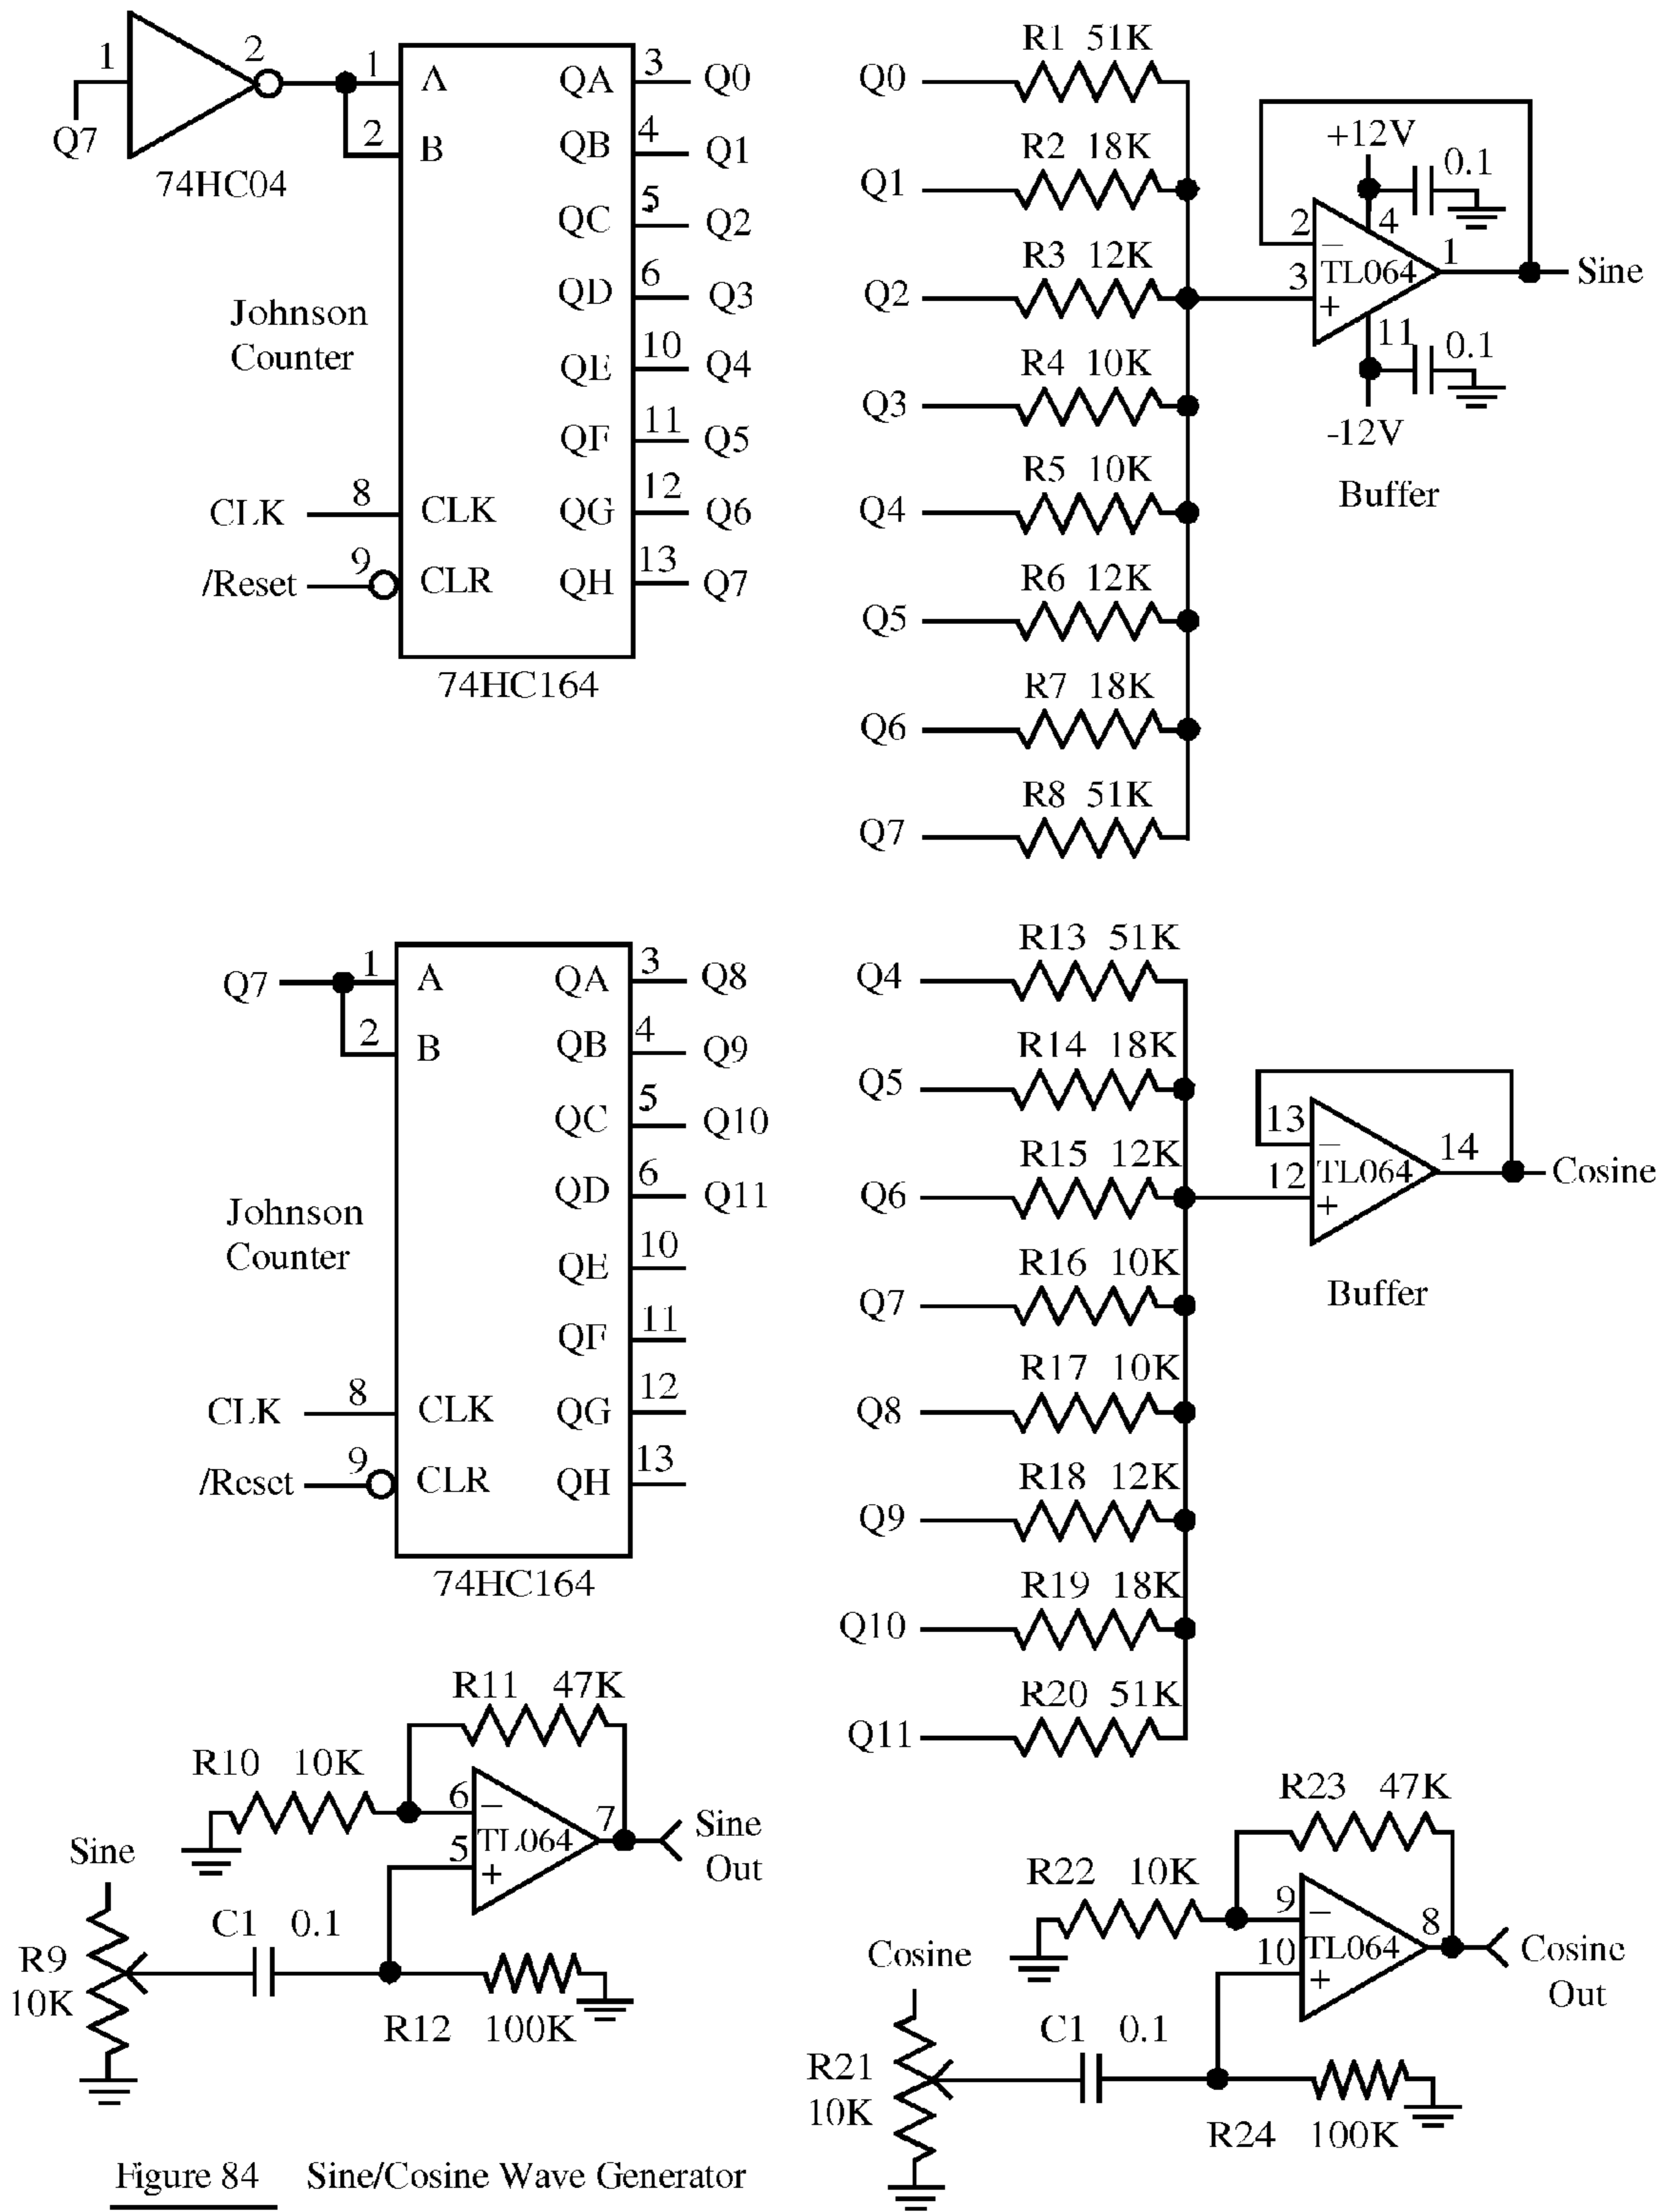 1
2
Q7
74HC04
1 A QA 3 Q0
2 B QB 4 Q1
QC 5 Q2
QD 6 Q3
Johnson
Counter
QE 10 Q4
QF 11 Q5
CLK 8 CLK QG 12 Q6
/Reset 9 CLR QH 13 Q7
74HC164
Q0 R1 51K
Q1 R2 18K
Q2 R3 12K
Q3 R4 10K
Q4 R5 10K
Q5 R6 12K
Q6 R7 18K
Q7 R8 51K
+12V
0.1
4
2 −
TL064
1 Sine
3 +
11 0.1
-12V
Buffer
Q7 1 A QA 3 Q8
2 B QB 4 Q9
QC 5 Q10
QD 6 Q11
Johnson
Counter
QE 10
QF 11
CLK 8 CLK QG 12
/Reset 9 CLR QH 13
74HC164
Q4 R13 51K
Q5 R14 18K
Q6 R15 12K
Q7 R16 10K
Q8 R17 10K
Q9 R18 12K
Q10 R19 18K
Q11 R20 51K
13 −
TL064
14 Cosine
12 +
Buffer
R11 47K
R10 10K
6 −
TL064
7 Sine
Out
5 +
Sine
C1 0.1
R9
10K
R12 100K
R23 47K
R22 10K
9 −
TL064
8 Cosine
Out
10 +
Cosine
C1 0.1
R21
10K
R24 100K
Figure 84 Sine/Cosine Wave Generator